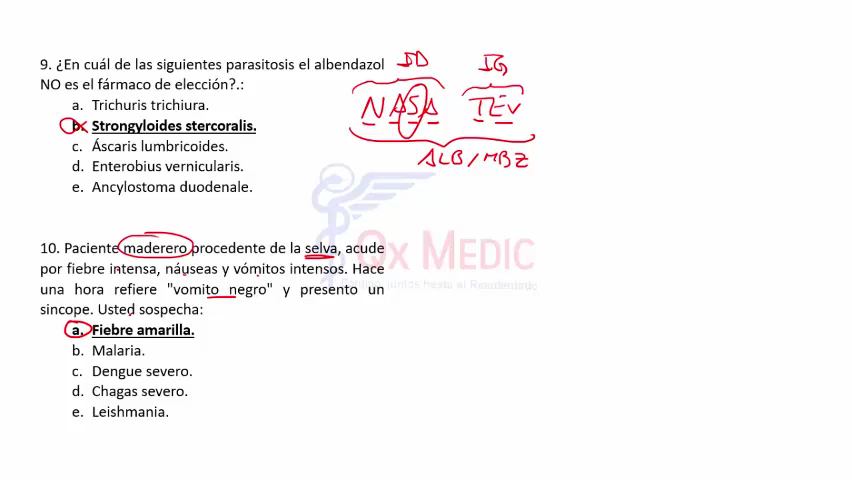 9. ¿En cuál de las siguientes parasitosis el albendazol
NO es el fármaco de elección?.:
a. Trichuris trichiura.
b. Strongyloides stercoralis.
c. Áscaris lumbricoides.
d. Enterobius vernicularis.
e. Ancylostoma duodenale.
ID IG
NASA TEV
ALB/MBZ
Qx MEDIC
10. Paciente maderero procedente de la selva, acude
por fiebre intensa, náuseas y vómitos intensos. Hace
una hora refiere "vomito negro" y presento un
sincope. Usted sospecha:
a. Fiebre amarilla.
b. Malaria.
c. Dengue severo.
d. Chagas severo.
e. Leishmania.